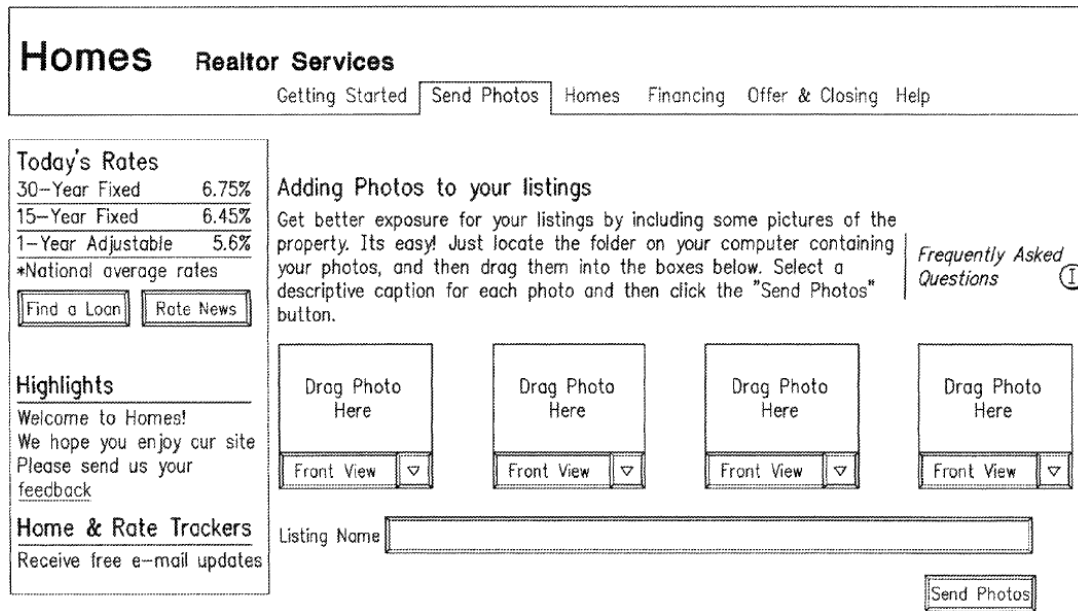 Homes Realtor Services
Getting Started Send Photos Homes Financing Offer & Closing Help
Today's Rates
30-Year Fixed 6.75%
15-Year Fixed 6.45%
1-Year Adjustable 5.6%
*National average rates
Find a Loan Rate News
Highlights
Welcome to Homes!
We hope you enjoy cur site
Please send us your
feedback
Home & Rate Trackers
Receive free e-mail updates
Adding Photos to your listings
Get better exposure for your listings by including some pictures of the
property. Its easy! Just locate the folder on your computer containing
your photos, and then drag them into the boxes below. Select a
descriptive caption for each photo and then click the "Send Photos"
button.
Frequently Asked
Questions
Drag Photo Here
Drag Photo Here
Drag Photo Here
Drag Photo Here
Front View Front View Front View Front View
Listing Name
Send Photos